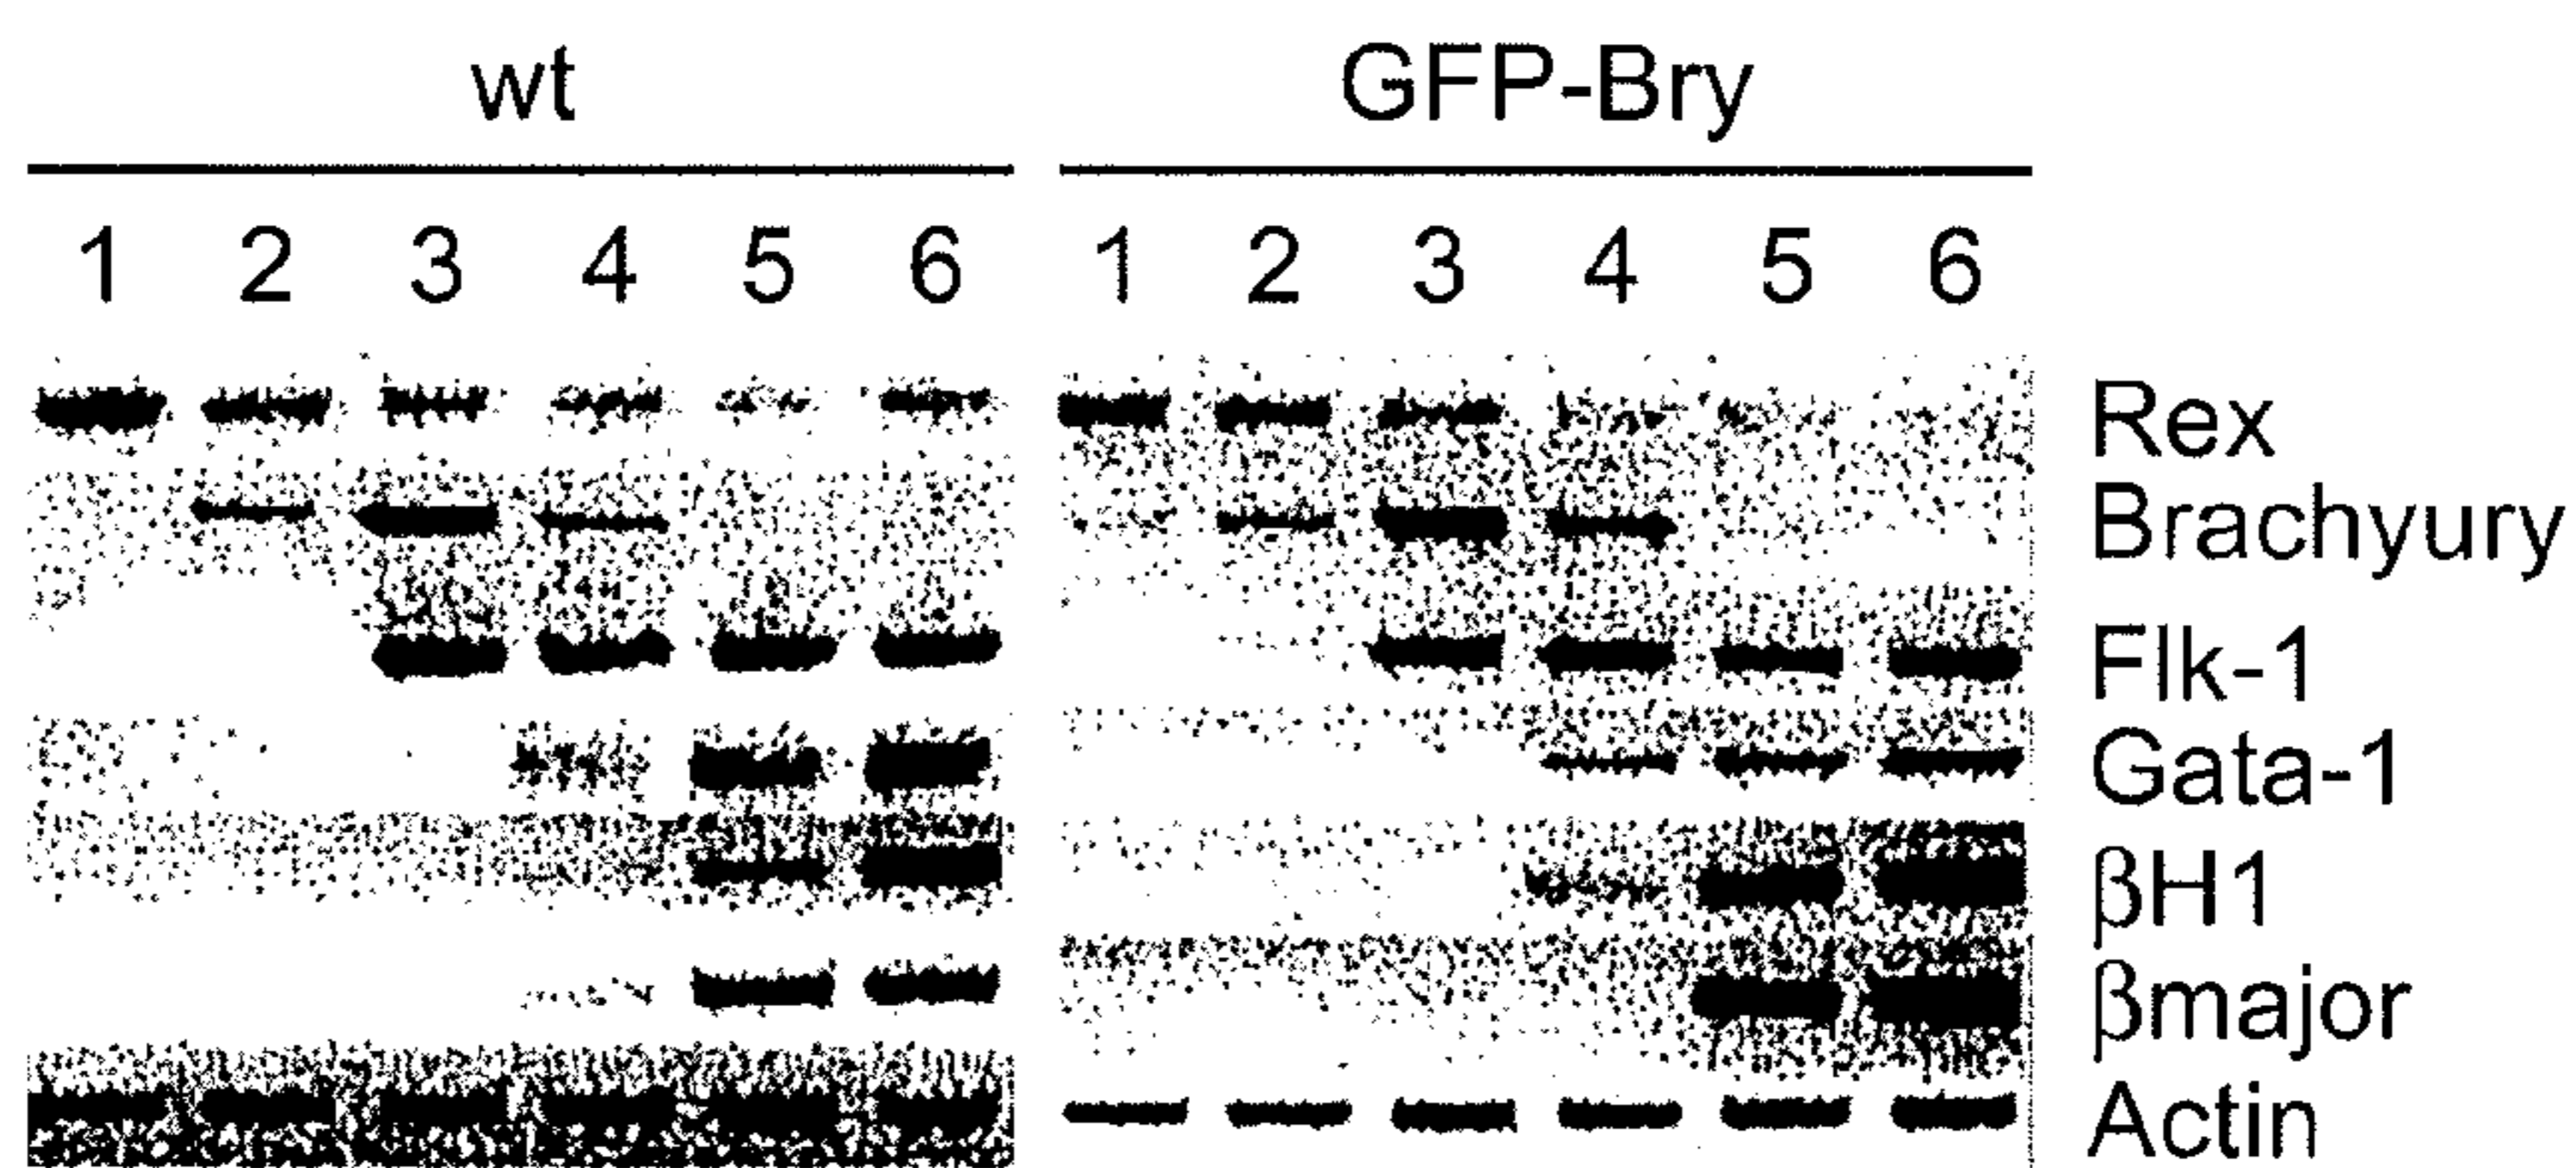 wt GFP-Bry
1 2 3 4 5 6 1 2 3 4 5 6
Rex
Brachyury
Flk-1
Gata-1
βH1
βmajor
Actin